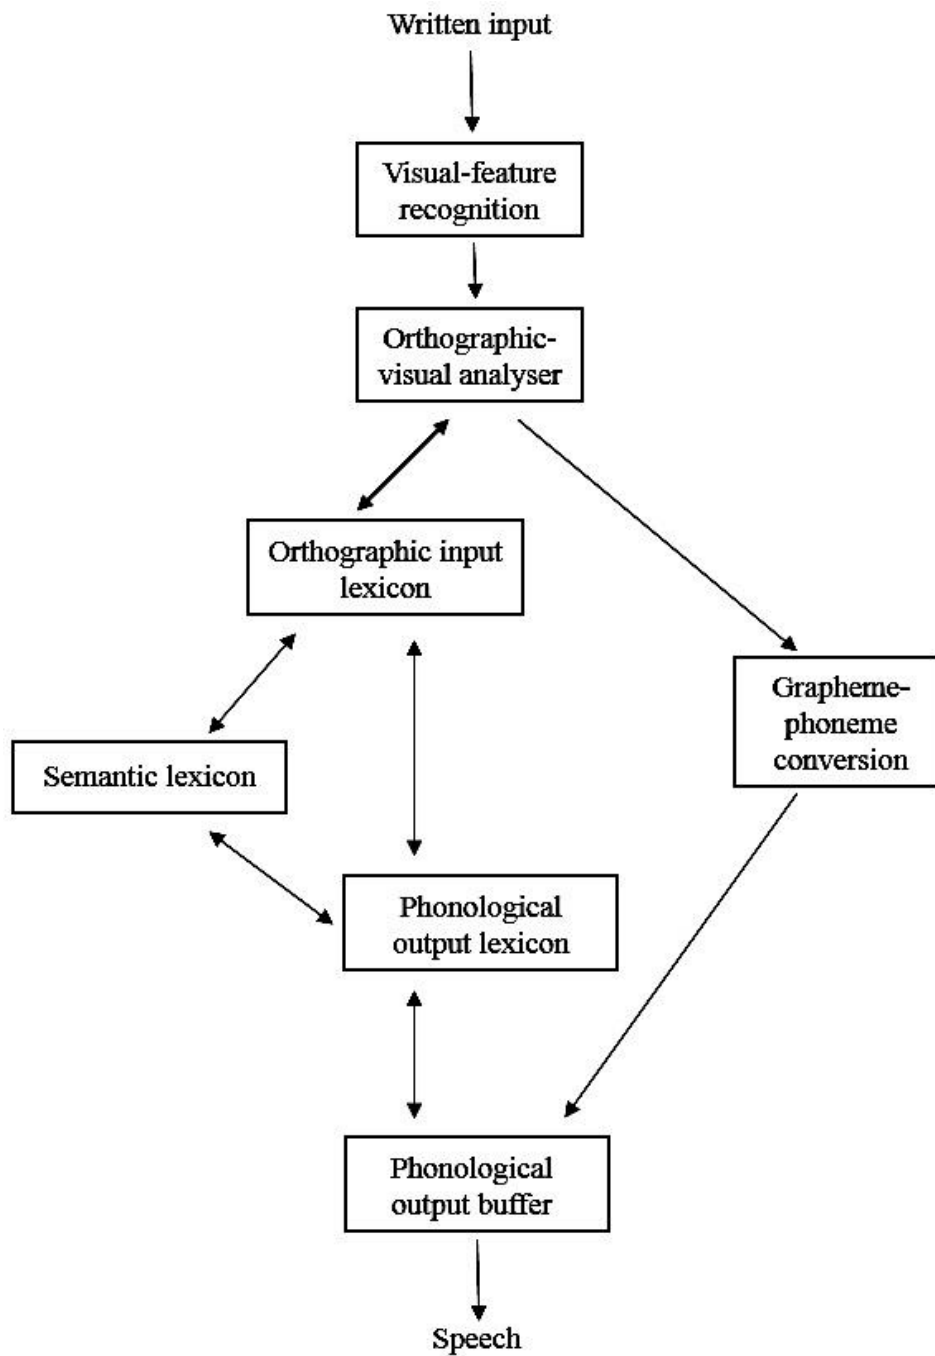 Written input
Visual-feature
recognition
Orthographic-
visual analyser
Orthographic input
lexicon
Semantic lexicon
Grapheme-
phoneme
conversion
Phonological
output lexicon
Phonological
output buffer
Speech